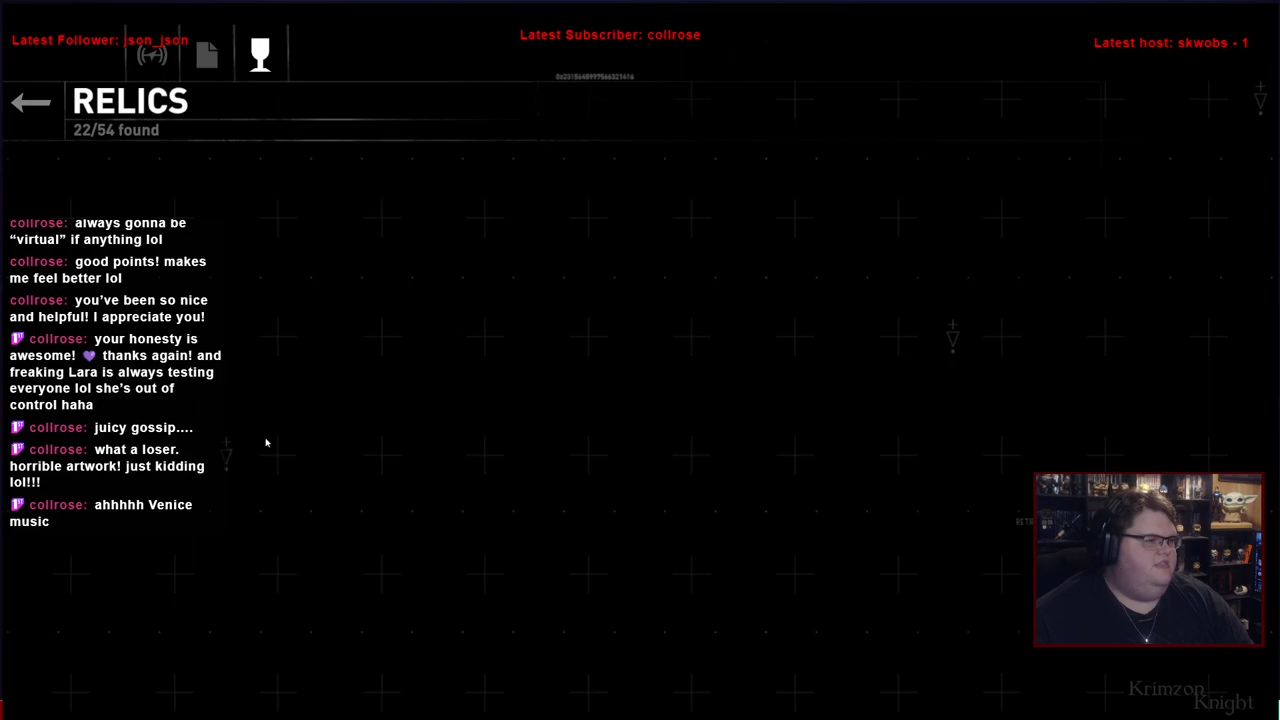 Latest Follower: json_json
Latest Subscriber: collrose
Latest host: skwobs - 1
RELICS
22/54 found
collrose: always gonna be
“virtual” if anything lol
collrose: good points! makes
me feel better lol
collrose: you’ve been so nice
and helpful! I appreciate you!
collrose: your honesty is
awesome! 💜 thanks again! and
freaking Lara is always testing
everyone lol she’s out of
control haha
collrose: juicy gossip....
collrose: what a loser.
horrible artwork! just kidding
lol!!!
collrose: ahhhhh Venice
music
Krimzon
Knight